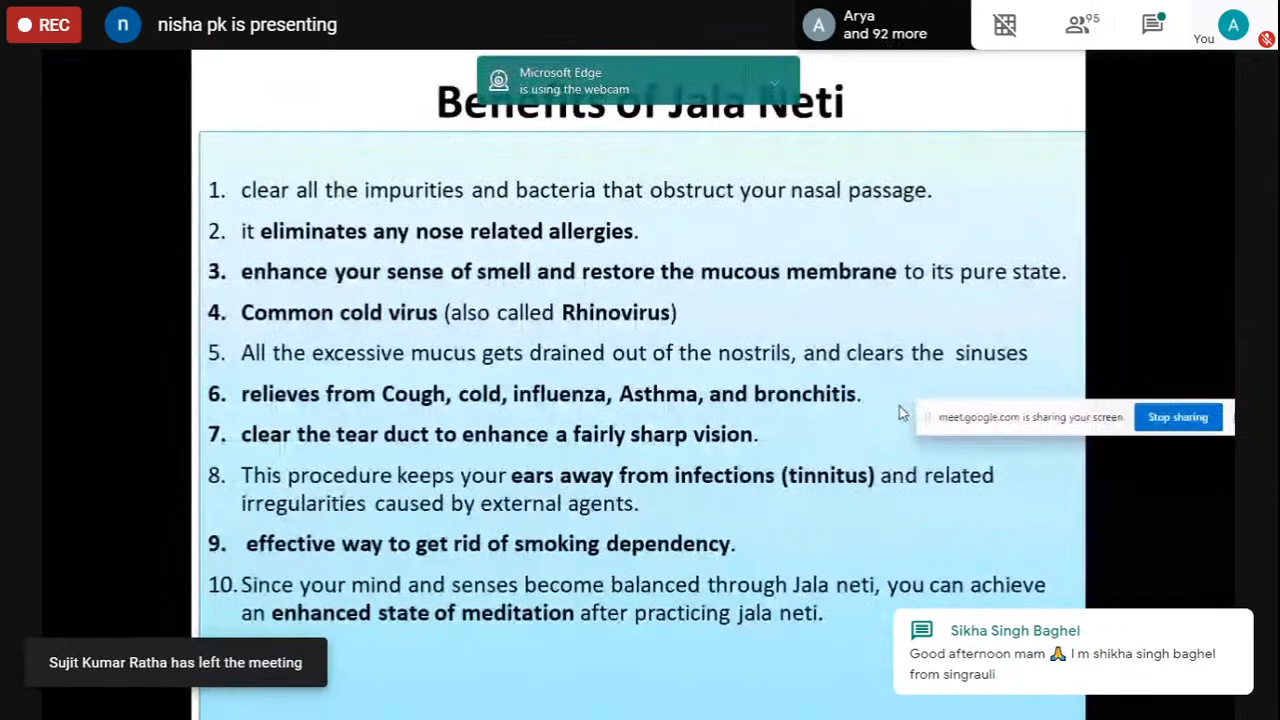 REC
n
nisha pk is presenting
A
Arya
and 92 more
95
You
A
Microsoft Edge
is using the webcam
Benefits of Jala Neti
1. clear all the impurities and bacteria that obstruct your nasal passage.
2. it eliminates any nose related allergies.
3. enhance your sense of smell and restore the mucous membrane to its pure state.
4. Common cold virus (also called Rhinovirus)
5. All the excessive mucus gets drained out of the nostrils, and clears the sinuses
6. relieves from Cough, cold, influenza, Asthma, and bronchitis.
meet.google.com is sharing your screen.
Stop sharing
7. clear the tear duct to enhance a fairly sharp vision.
8. This procedure keeps your ears away from infections (tinnitus) and related
irregularities caused by external agents.
9. effective way to get rid of smoking dependency.
10. Since your mind and senses become balanced through Jala neti, you can achieve
an enhanced state of meditation after practicing jala neti.
Sujit Kumar Ratha has left the meeting
Sikha Singh Baghel
Good afternoon mam 🙏 I m shikha singh baghel
from singrauli